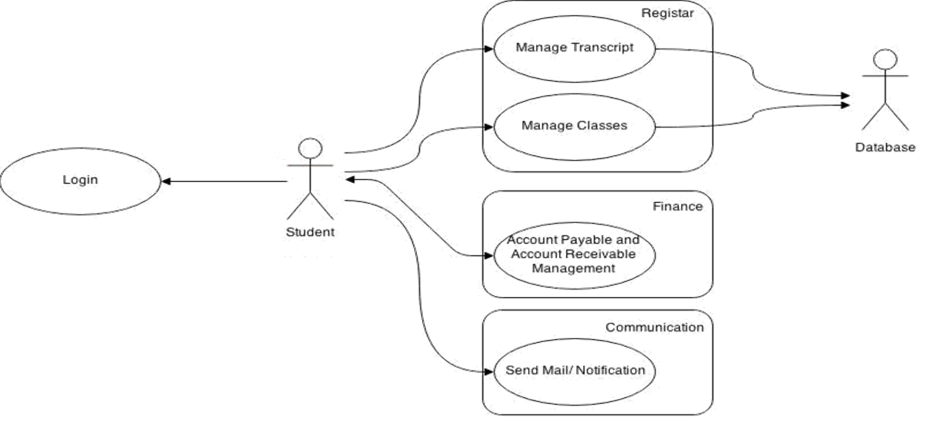 Registar
Manage Transcript
Manage Classes
Database
Login
Student
Finance
Account Payable and
Account Receivable
Management
Communication
Send Mail/ Notification